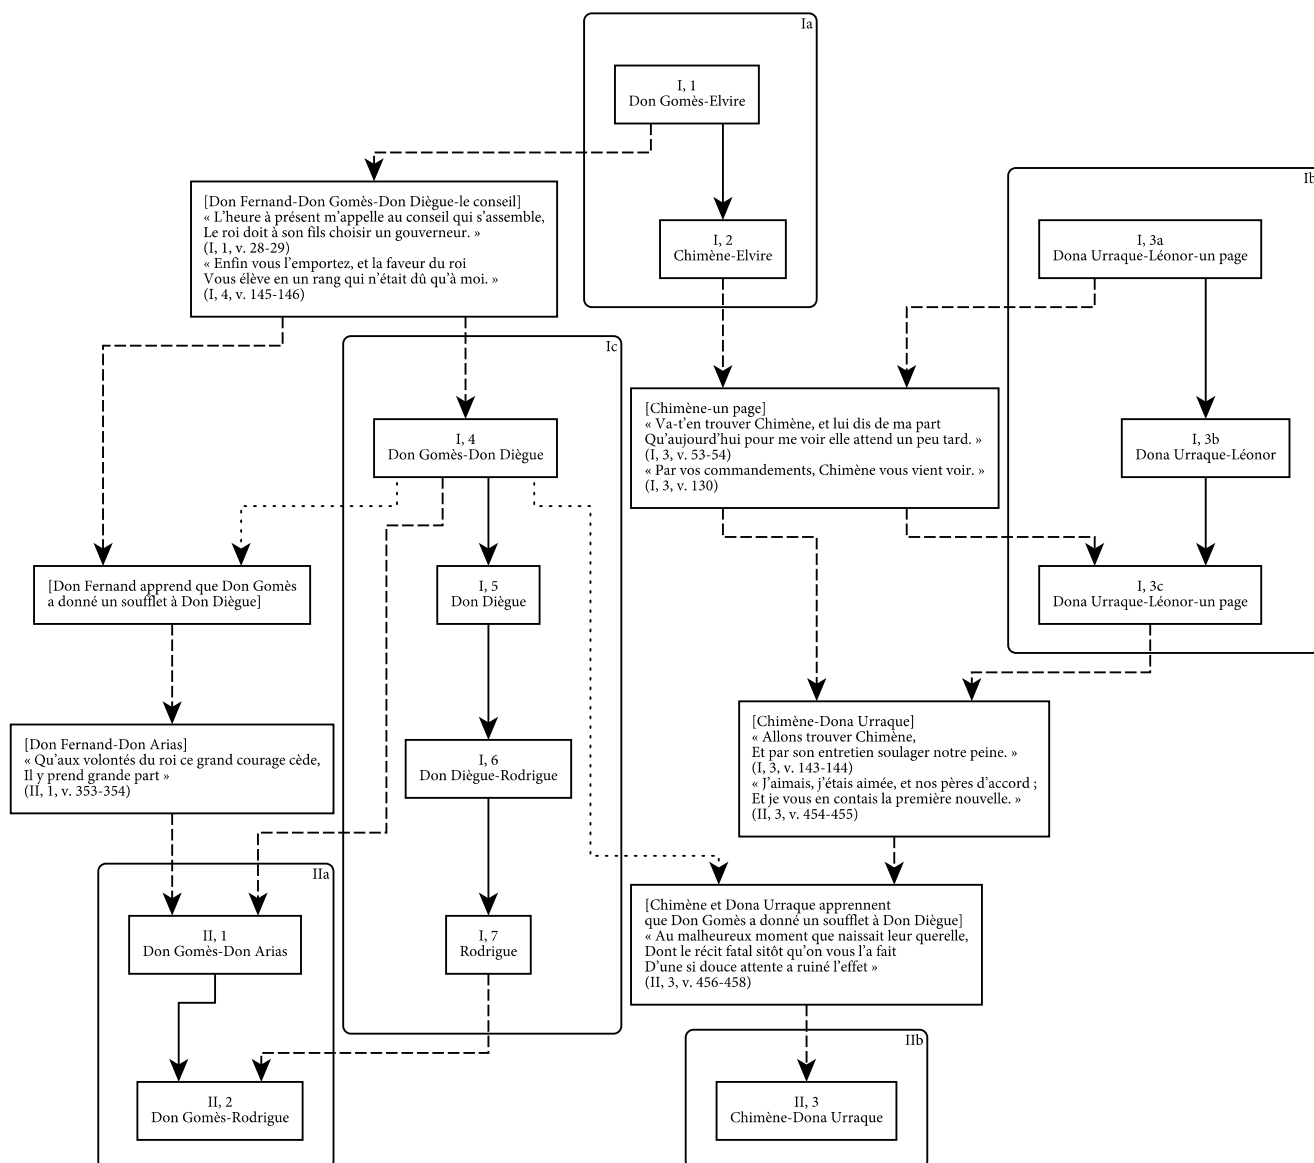 Ia
I, 1
Don Gomès-Elvire
Ib
[Don Fernand-Don Gomès-Don Diègue-le conseil]
« L’heure à présent m’appelle au conseil qui s’assemble,
Le roi doit à son fils choisir un gouverneur. »
(I, 1, v. 28-29)
« Enfin vous l’emportez, et la faveur du roi
Vous élève en un rang qui n’était dû qu’à moi. »
(I, 4, v. 145-146)
I, 2
Chimène-Elvire
I, 3a
Dona Urraque-Léonor-un page
Ic
[Chimène-un page]
« Va-t’en trouver Chimène, et lui dis de ma part
Qu’aujourd’hui pour me voir elle attend un peu tard. »
(I, 3, v. 53-54)
« Par vos commandements, Chimène vous vient voir. »
(I, 3, v. 130)
I, 4
Don Gomès-Don Diègue
I, 3b
Dona Urraque-Léonor
[Don Fernand apprend que Don Gomès
a donné un soufflet à Don Diègue]
I, 5
Don Diègue
I, 3c
Dona Urraque-Léonor-un page
[Don Fernand-Don Arias]
« Qu’aux volontés du roi ce grand courage cède,
Il y prend grande part »
(II, 1, v. 353-354)
I, 6
Don Diègue-Rodrigue
[Chimène-Dona Urraque]
« Allons trouver Chimène,
Et par son entretien soulager notre peine. »
(I, 3, v. 143-144)
« J’aimais, j’étais aimée, et nos pères d’accord ;
Et je vous en contais la première nouvelle. »
(II, 3, v. 454-455)
IIa
II, 1
Don Gomès-Don Arias
I, 7
Rodrigue
[Chimène et Dona Urraque apprennent
que Don Gomès a donné un soufflet à Don Diègue]
« Au malheureux moment que naissait leur querelle,
Dont le récit fatal sitôt qu’on vous l’a fait
D’une si douce attente a ruiné l’effet »
(II, 3, v. 456-458)
IIb
II, 2
Don Gomès-Rodrigue
II, 3
Chimène-Dona Urraque